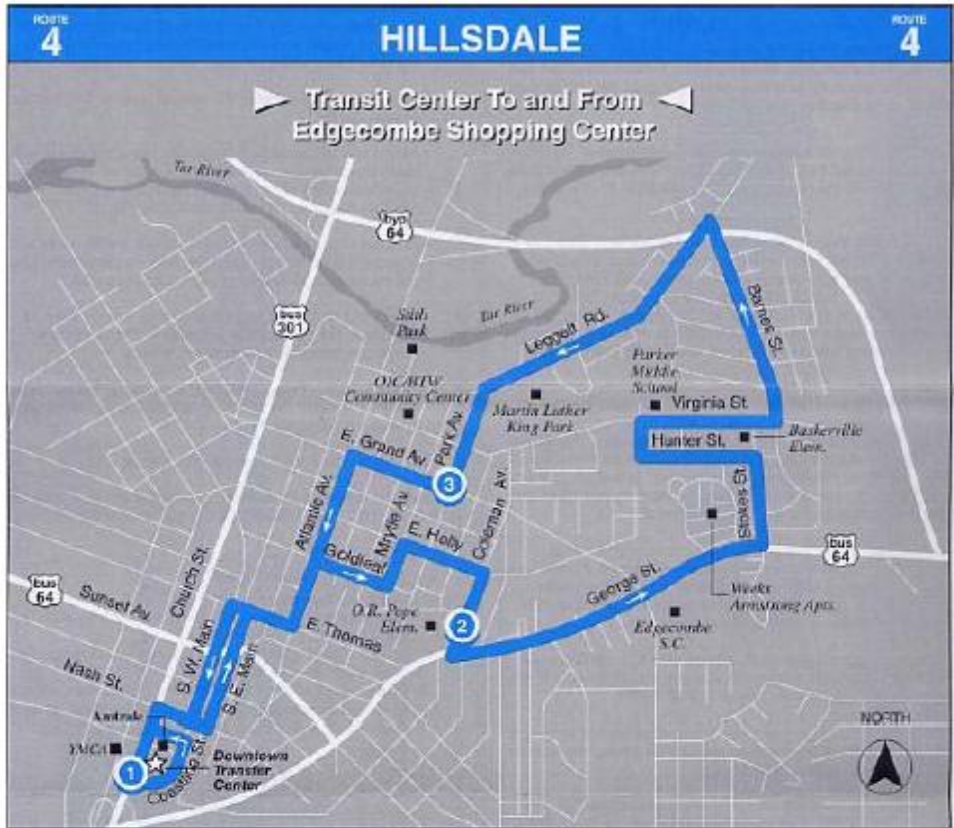 ROUTE
4
HILLSDALE
ROUTE
4
Transit Center To and From
Edgecombe Shopping Center
Tar River
byp
64
bus
301
Tar River
Park
Community Center
Leggett Rd.
Barnes St.
Parker
Middle
School
Virginia St.
Martin Luther
King Park
Hunter St.
Baskerville
Elem.
E. Grand Av.
Park Av.
3
Atlantic Av.
Myrtle Av.
Coleman Av.
E. Holly
Goldleaf
Stokes St.
bus
64
bus
64
Sunset Av.
Church St.
George St.
Weeks
Armstrong Apts.
O.R. Pope
Elem.
2
Edgecombe
S.C.
E. Thomas
S. W. Main
S. E. Main
Nash St.
Amtrak
YMCA
1
Coastline St.
Downtown
Transfer
Center
NORTH